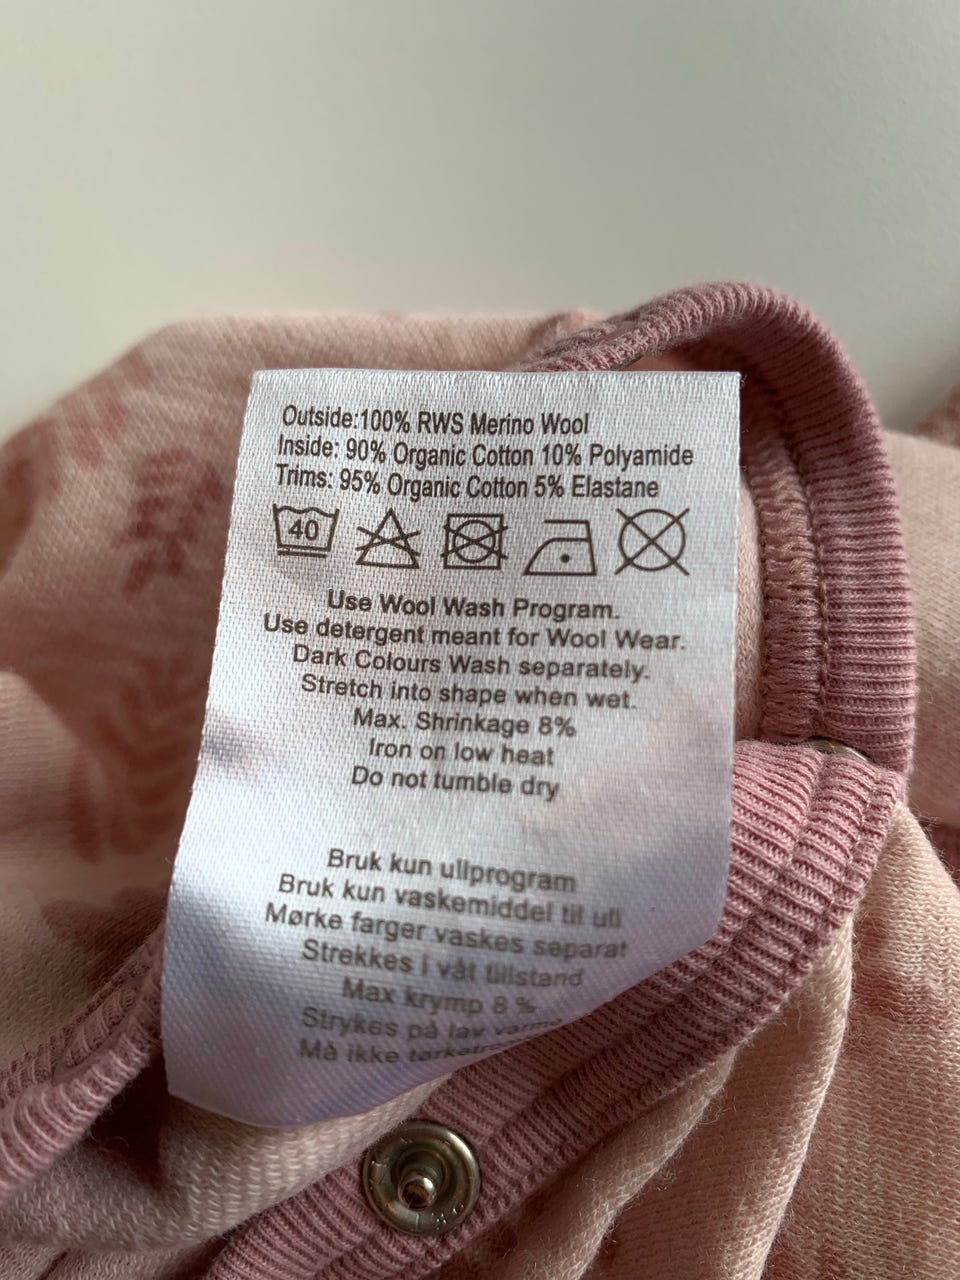 Outside:100% RWS Merino Wool
Inside: 90% Organic Cotton 10% Polyamide
Trims: 95% Organic Cotton 5% Elastane
40
Use Wool Wash Program.
Use detergent meant for Wool Wear.
Dark Colours Wash separately.
Stretch into shape when wet.
Max. Shrinkage 8%
Iron on low heat
Do not tumble dry
Bruk kun ullprogram
Bruk kun vaskemiddel til ull
Mørke farger vaskes separat
Strekkes i våt tilstand
Max krymp 8 %
Strykes på lav varme
Må ikke